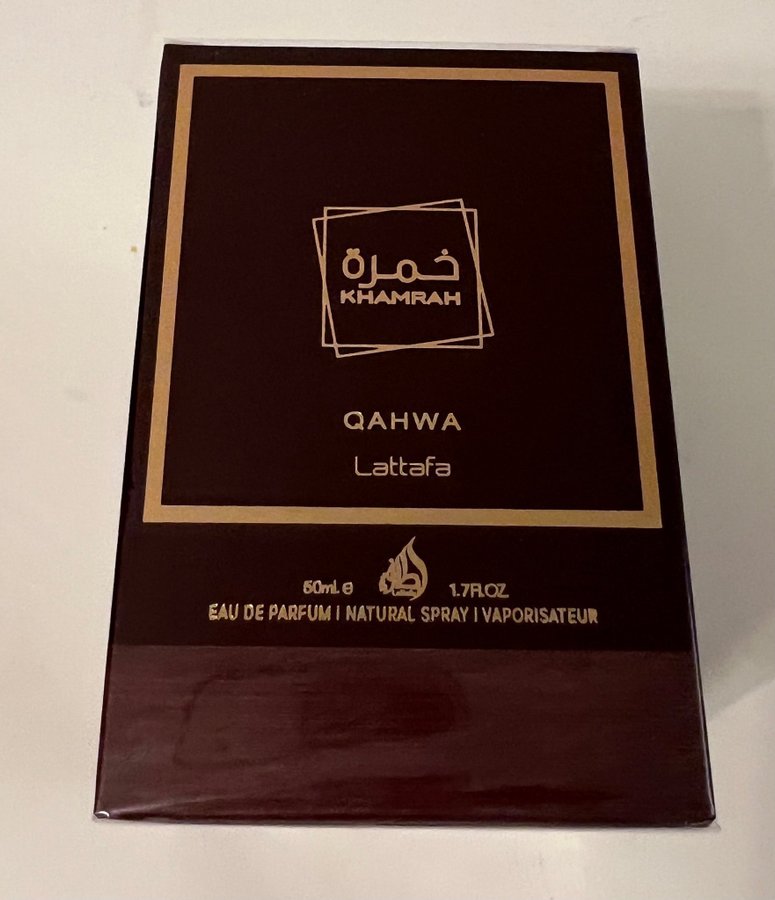 خمرة
KHAMRAH
QAHWA
Lattafa
50mL e 1.7FL.OZ
EAU DE PARFUM | NATURAL SPRAY | VAPORISATEUR